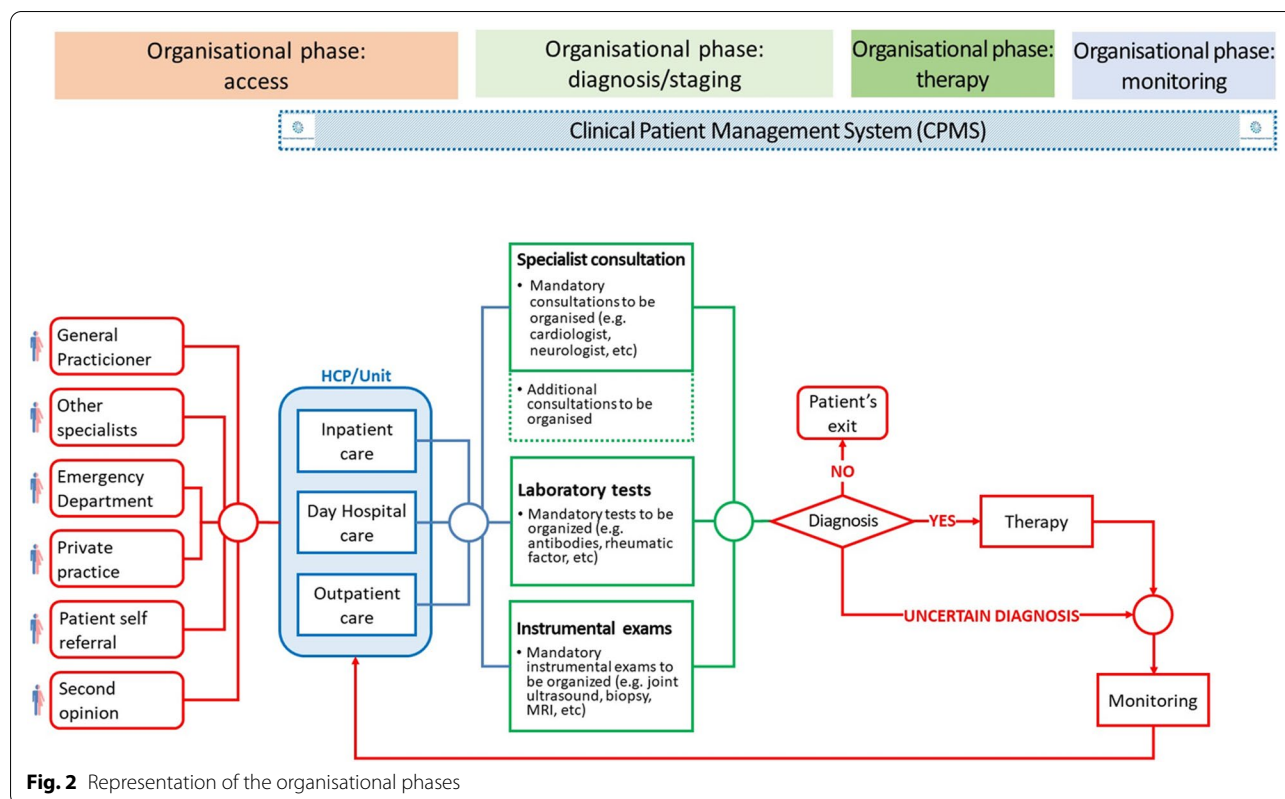 Organisational phase:
access
Organisational phase:
diagnosis/staging
Organisational phase:
therapy
Organisational phase:
monitoring
Clinical Patient Management System (CPMS)
General
Practicioner
Other
specialists
Emergency
Department
Private
practice
Patient self
referral
Second
opinion
HCP/Unit
Inpatient
care
Day Hospital
care
Outpatient
care
Specialist consultation
• Mandatory
consultations to be
organised (e.g.
cardiologist,
neurologist, etc)
• Additional
consultations to be
organised
Laboratory tests
• Mandatory tests to be
organized (e.g.
antibodies, rheumatic
factor, etc)
Instrumental exams
• Mandatory
instrumental exams to
be organized (e.g. joint
ultrasound, biopsy,
MRI, etc)
Patient's
exit
NO
Diagnosis
YES
Therapy
UNCERTAIN DIAGNOSIS
Monitoring
Fig. 2 Representation of the organisational phases